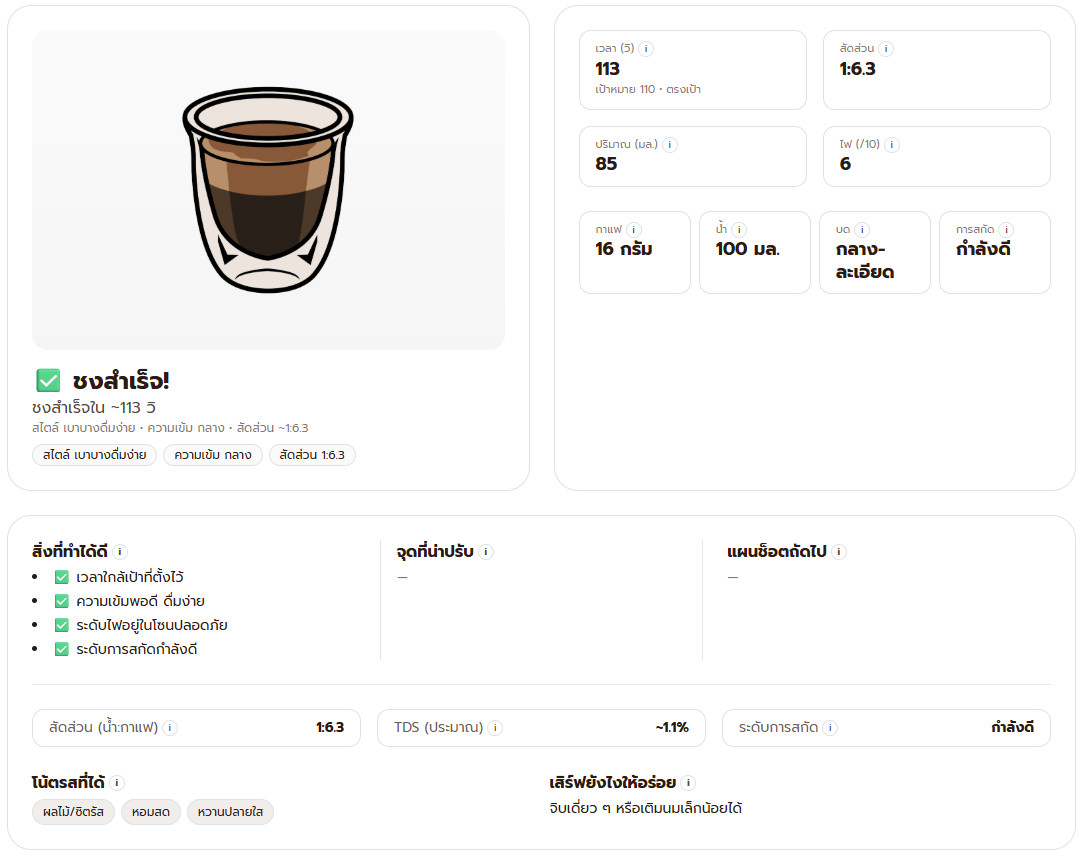 ชงสำเร็จ!
ชงสำเร็จใน ~113 วิ
สไตล์ เบาบางดื่มง่าย • ความเข้ม กลาง • สัดส่วน ~1:6.3
สไตล์ เบาบางดื่มง่าย ความเข้ม กลาง สัดส่วน 1:6.3
เวลา (วิ) i
113
เป้าหมาย 110 • ตรงเป้า
สัดส่วน i
1:6.3
ปริมาณ (มล.) i
85
ไฟ (/10) i
6
กาแฟ i
16 กรัม
น้ำ i
100 มล.
บด i
กลาง-
ละเอียด
การสกัด i
กำลังดี
สิ่งที่ทำได้ดี i
• ✅ เวลาใกล้เป้าที่ตั้งไว้
• ✅ ความเข้มพอดี ดื่มง่าย
• ✅ ระดับไฟอยู่ในโซนปลอดภัย
• ✅ ระดับการสกัดกำลังดี
จุดที่น่าปรับ i
—
แผนช็อตถัดไป i
—
สัดส่วน (น้ำ:กาแฟ) i 1:6.3
TDS (ประมาณ) i ~1.1%
ระดับการสกัด i กำลังดี
โน้ตรสที่ได้ i
ผลไม้/ซิตรัส หอมสด หวานปลายใส
เสิร์ฟยังไงให้อร่อย i
จิบเดี่ยว ๆ หรือเติมนมเล็กน้อยได้